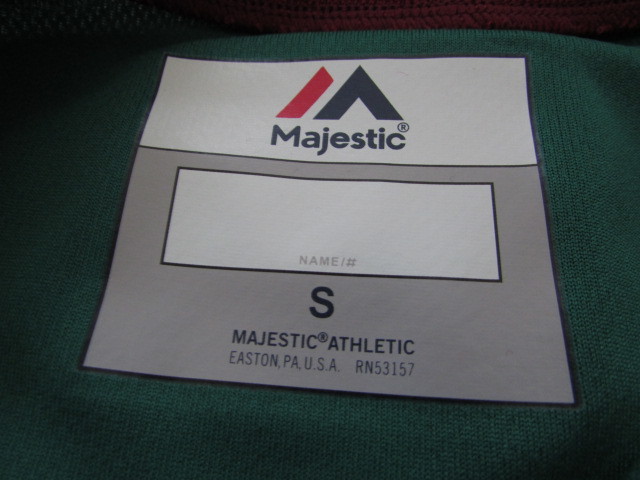 Majestic®
NAME/#
S
MAJESTIC® ATHLETIC
EASTON, PA, U.S.A. RN53157